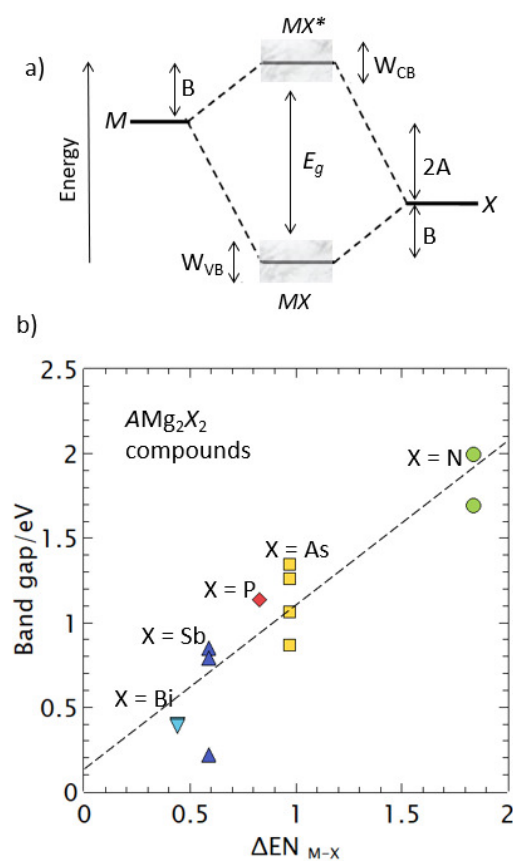 a)
MX*
W_CB
B
M
Energy
E_g
2A
X
B
W_VB
MX
b)
2.5
AMg₂X₂
compounds
2
X = N
1.5
X = As
X = P
1
X = Sb
0.5
X = Bi
0
Band gap/eV
0 0.5 1 1.5 2
ΔEN M–X